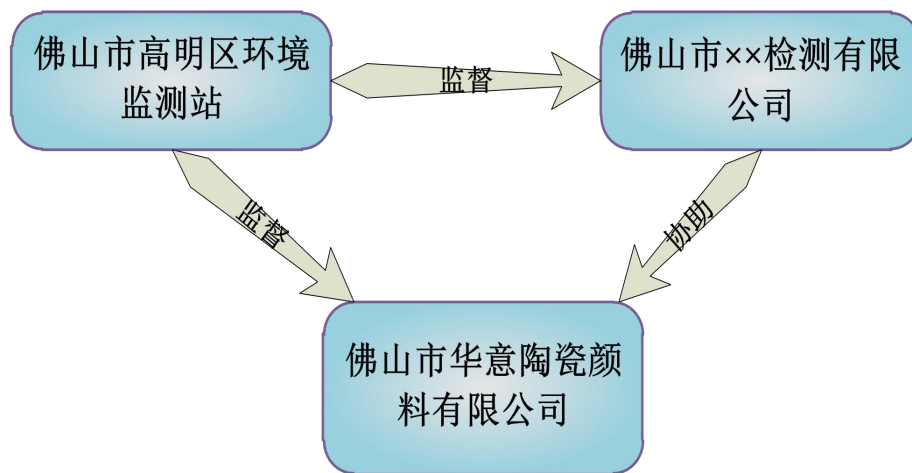 佛山市高明区环境
监测站
监督
佛山市××检测有限
公司
监督
协助
佛山市华意陶瓷颜
料有限公司